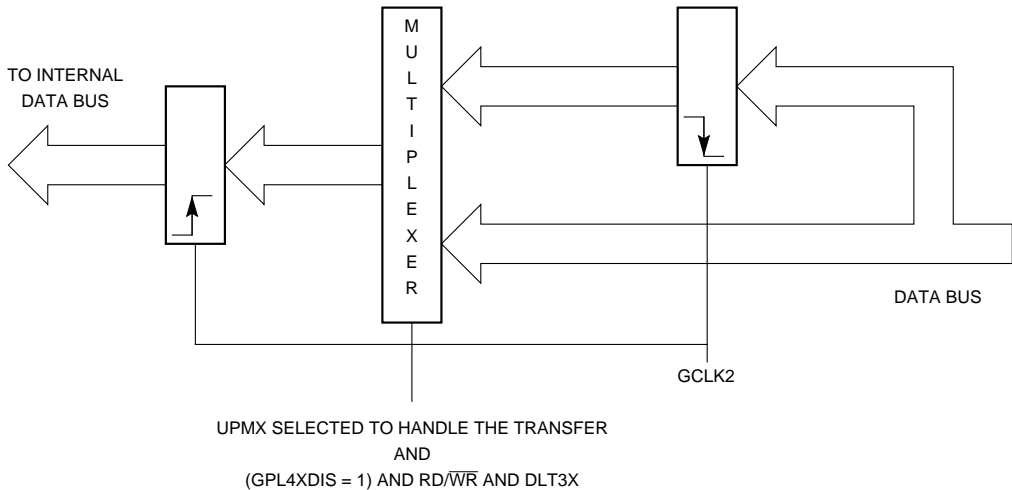 TO INTERNAL
DATA BUS
MULTIPLEXER
DATA BUS
GCLK2
UPMX SELECTED TO HANDLE THE TRANSFER
AND
(GPL4XDIS = 1) AND RD/W̅R̅ AND DLT3X